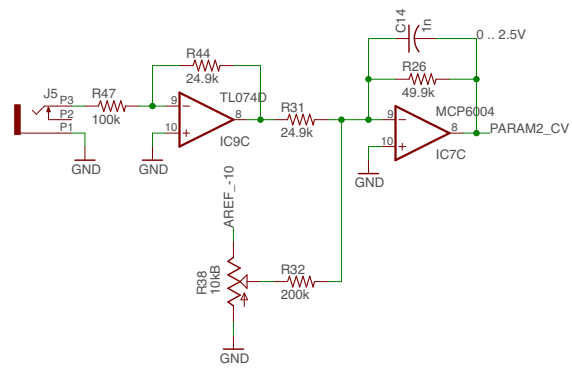 C14
1n
0 .. 2.5V
R44
24.9k
R26
49.9k
J5
P3
P2
P1
R47
100k
TL074D
9
10
8
IC9C
R31
24.9k
MCP6004
9
10
8
IC7C
PARAM2_CV
GND
GND
GND
AREF_-10
R38
10kB
R32
200k
GND